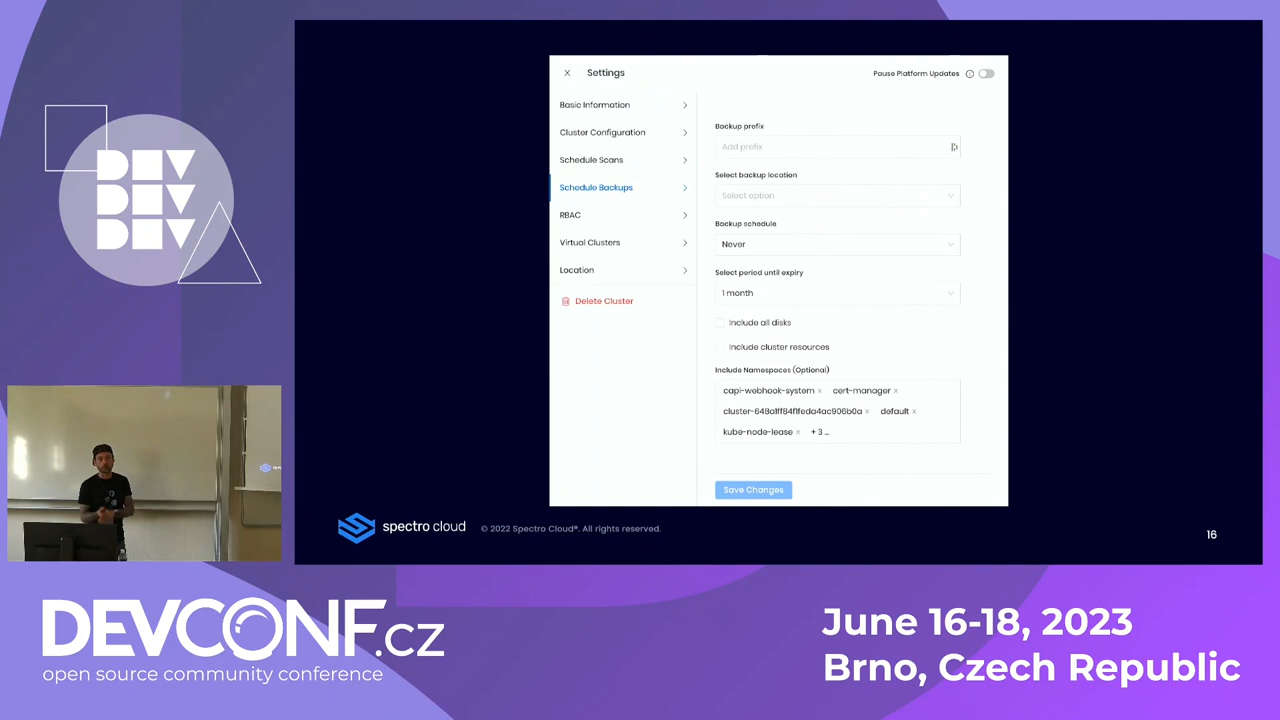 DEV
DEV
DEV
Settings
Pause Platform Updates
Basic Information
Cluster Configuration
Schedule Scans
Schedule Backups
RBAC
Virtual Clusters
Location
Delete Cluster
Backup prefix
Add prefix
Select backup location
Select option
Backup schedule
Never
Select period until expiry
1 month
Include all disks
Include cluster resources
Include Namespaces (Optional)
capi-webhook-system × cert-manager ×
cluster-648a1ff84f1feda4ac906b0a × default ×
kube-node-lease × + 3 ...
Save Changes
spectro cloud
© 2022 Spectro Cloud®. All rights reserved.
16
DEVCONF.cz
open source community conference
June 16-18, 2023
Brno, Czech Republic